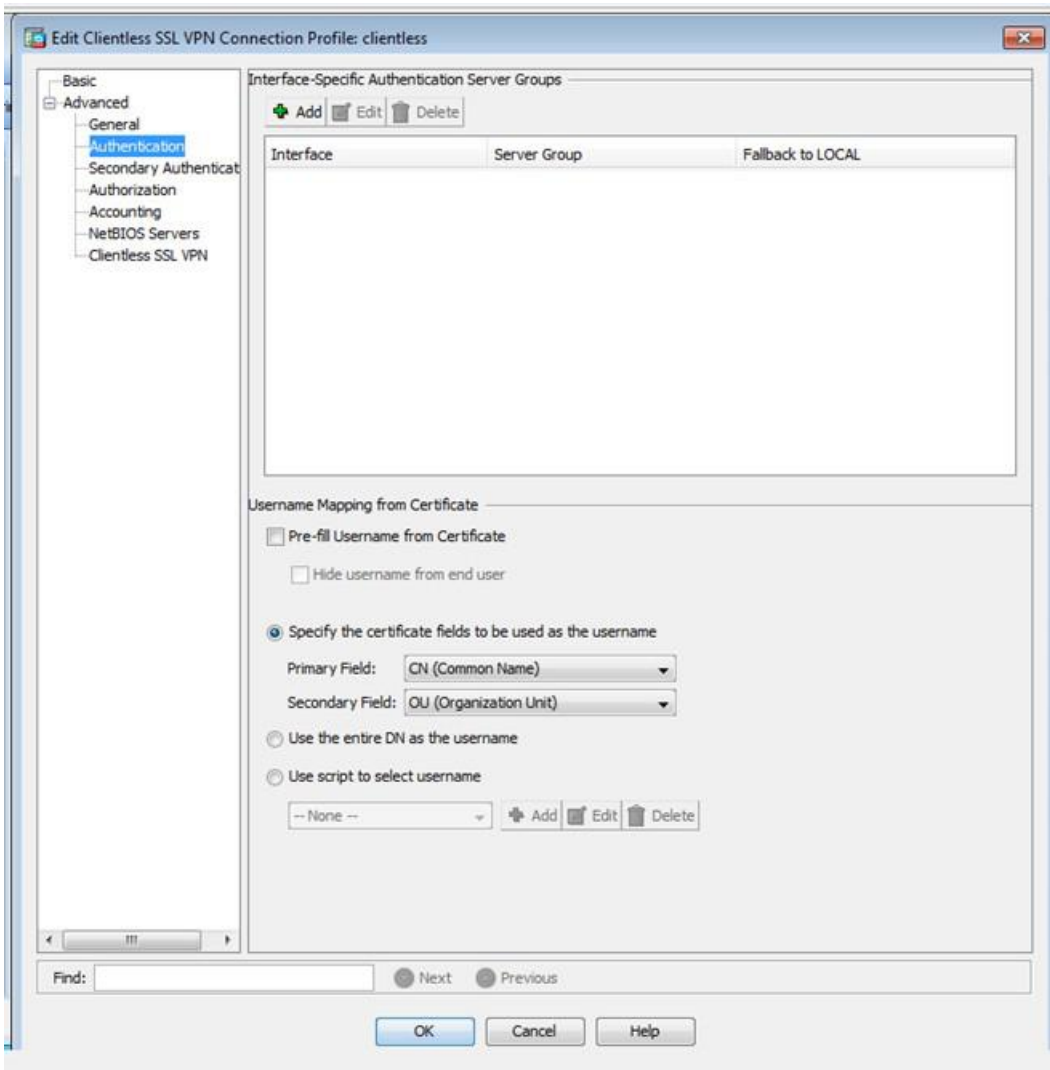 Edit Clientless SSL VPN Connection Profile: clientless
Basic
Advanced
General
Authentication
Secondary Authenticat
Authorization
Accounting
NetBIOS Servers
Clientless SSL VPN
Interface-Specific Authentication Server Groups
Add Edit Delete
Interface Server Group Fallback to LOCAL
Username Mapping from Certificate
Pre-fill Username from Certificate
Hide username from end user
Specify the certificate fields to be used as the username
Primary Field: CN (Common Name)
Secondary Field: OU (Organization Unit)
Use the entire DN as the username
Use script to select username
-- None -- Add Edit Delete
Find: Next Previous
OK Cancel Help